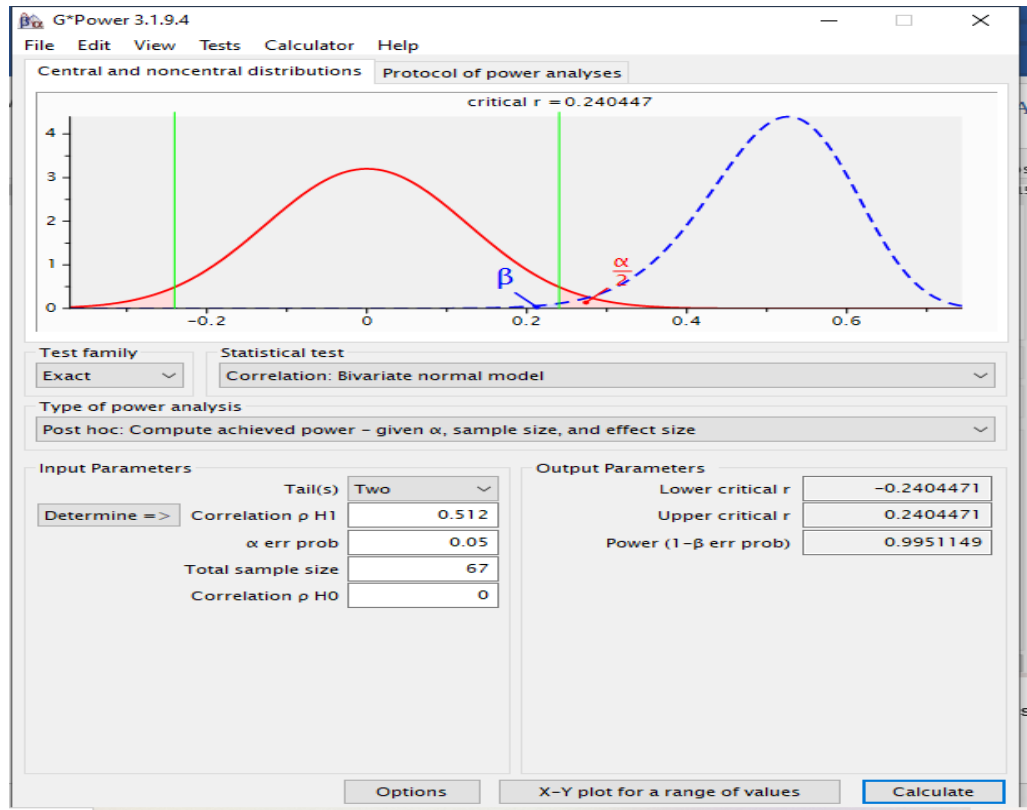 G*Power 3.1.9.4
File Edit View Tests Calculator Help
Central and noncentral distributions Protocol of power analyses
critical r = 0.240447
4
3
2
1
0
β
α
2
-0.2 0 0.2 0.4 0.6
Test family Statistical test
Exact Correlation: Bivariate normal model
Type of power analysis
Post hoc: Compute achieved power – given α, sample size, and effect size
Input Parameters Output Parameters
Tail(s) Two Lower critical r -0.2404471
Determine => Correlation ρ H1 0.512 Upper critical r 0.2404471
α err prob 0.05 Power (1-β err prob) 0.9951149
Total sample size 67
Correlation ρ H0 0
Options X-Y plot for a range of values Calculate